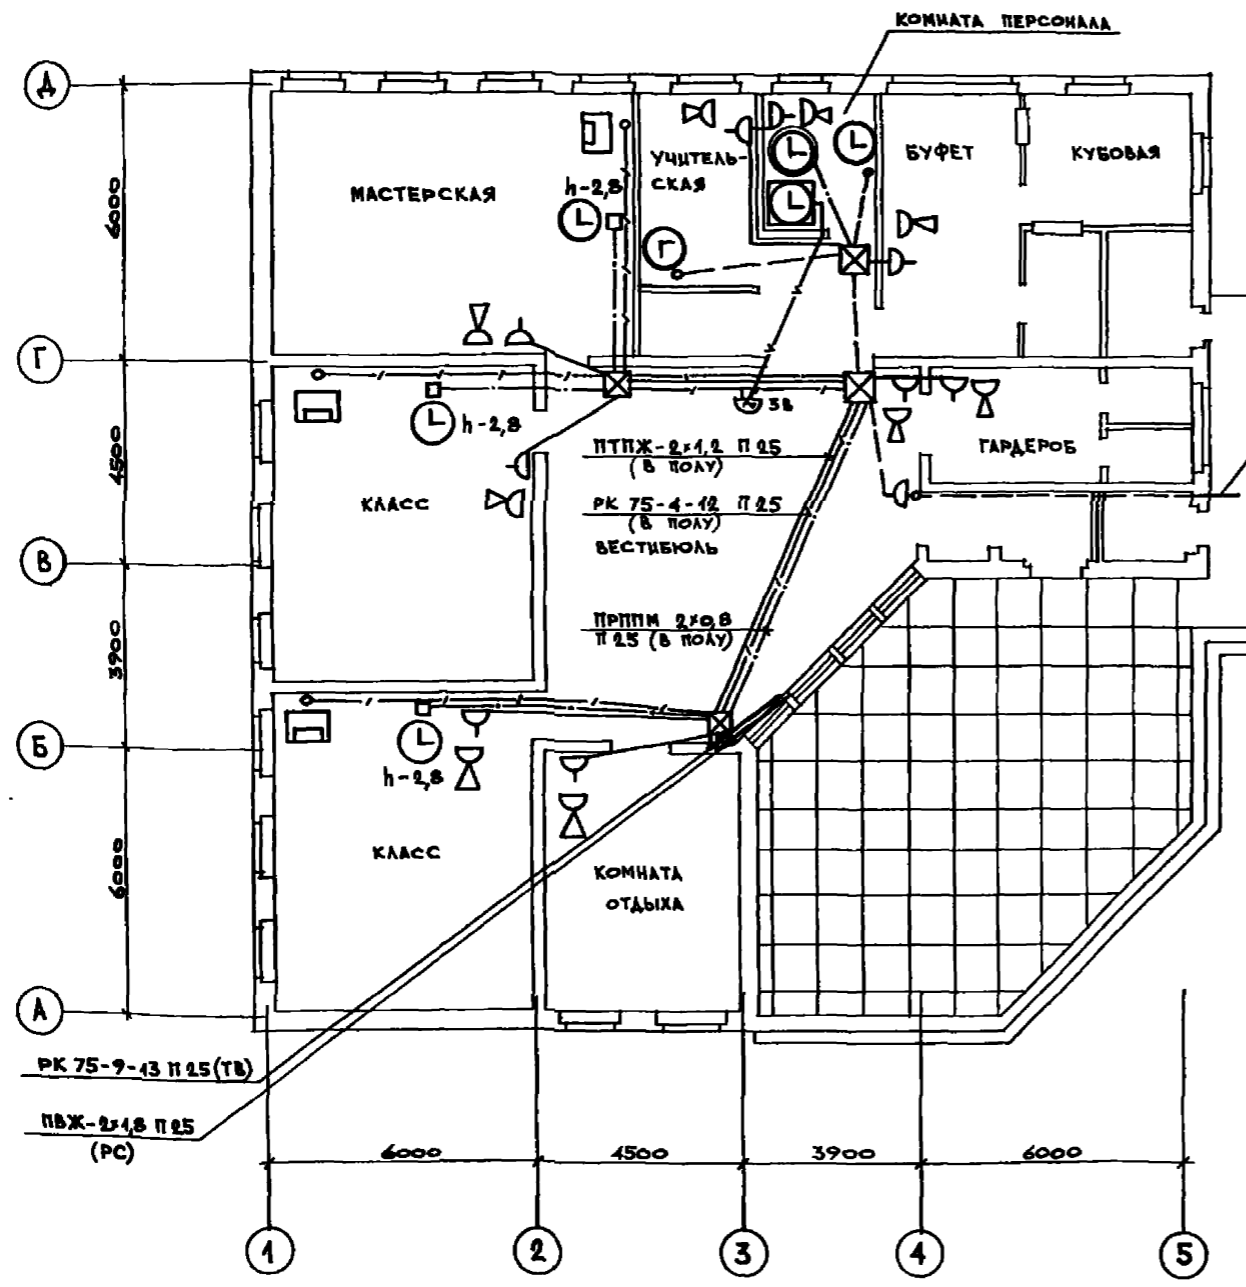 КОМНАТА ПЕРСОНАЛА
Д
УЧИТЕЛЬ-
СКАЯ
БУФЕТ
КУБОВАЯ
МАСТЕРСКАЯ
h-2,8
6000
Г
Г
h-2,8
ЗВ
ПТПЖ-2×1,2 П25
(В ПОЛУ)
ГАРДЕРОБ
4500
КЛАСС
РК 75-4-12 П25
(В ПОЛУ)
ВЕСТИБЮЛЬ
В
ПРППМ 2×0,8
П25 (В ПОЛУ)
3900
Б
h-2,8
КЛАСС
6000
КОМНАТА
ОТДЫХА
А
РК 75-9-13 П25(ТВ)
ПВЖ-2×1,8 П25
(РС)
6000 4500 3900 6000
1 2 3 4 5